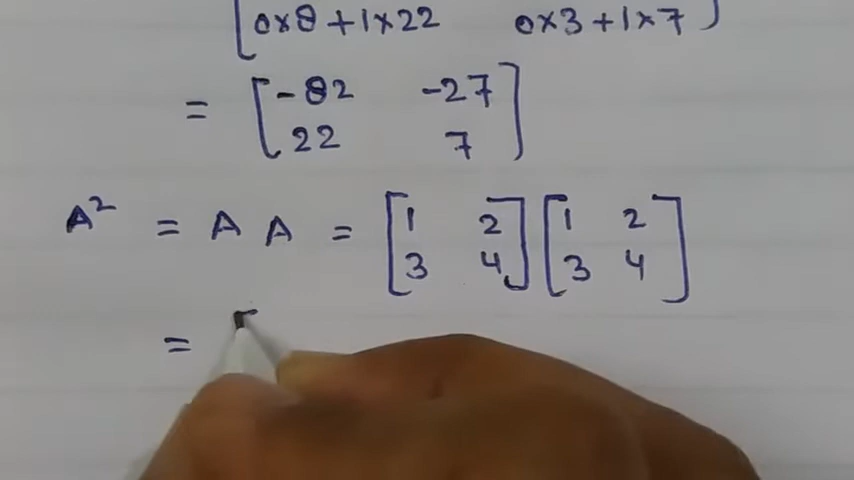 [0×8+1×22 0×3+1×7]
= [-82 -27
22 7]
A² = A A = [1 2] [1 2]
[3 4] [3 4]
= [